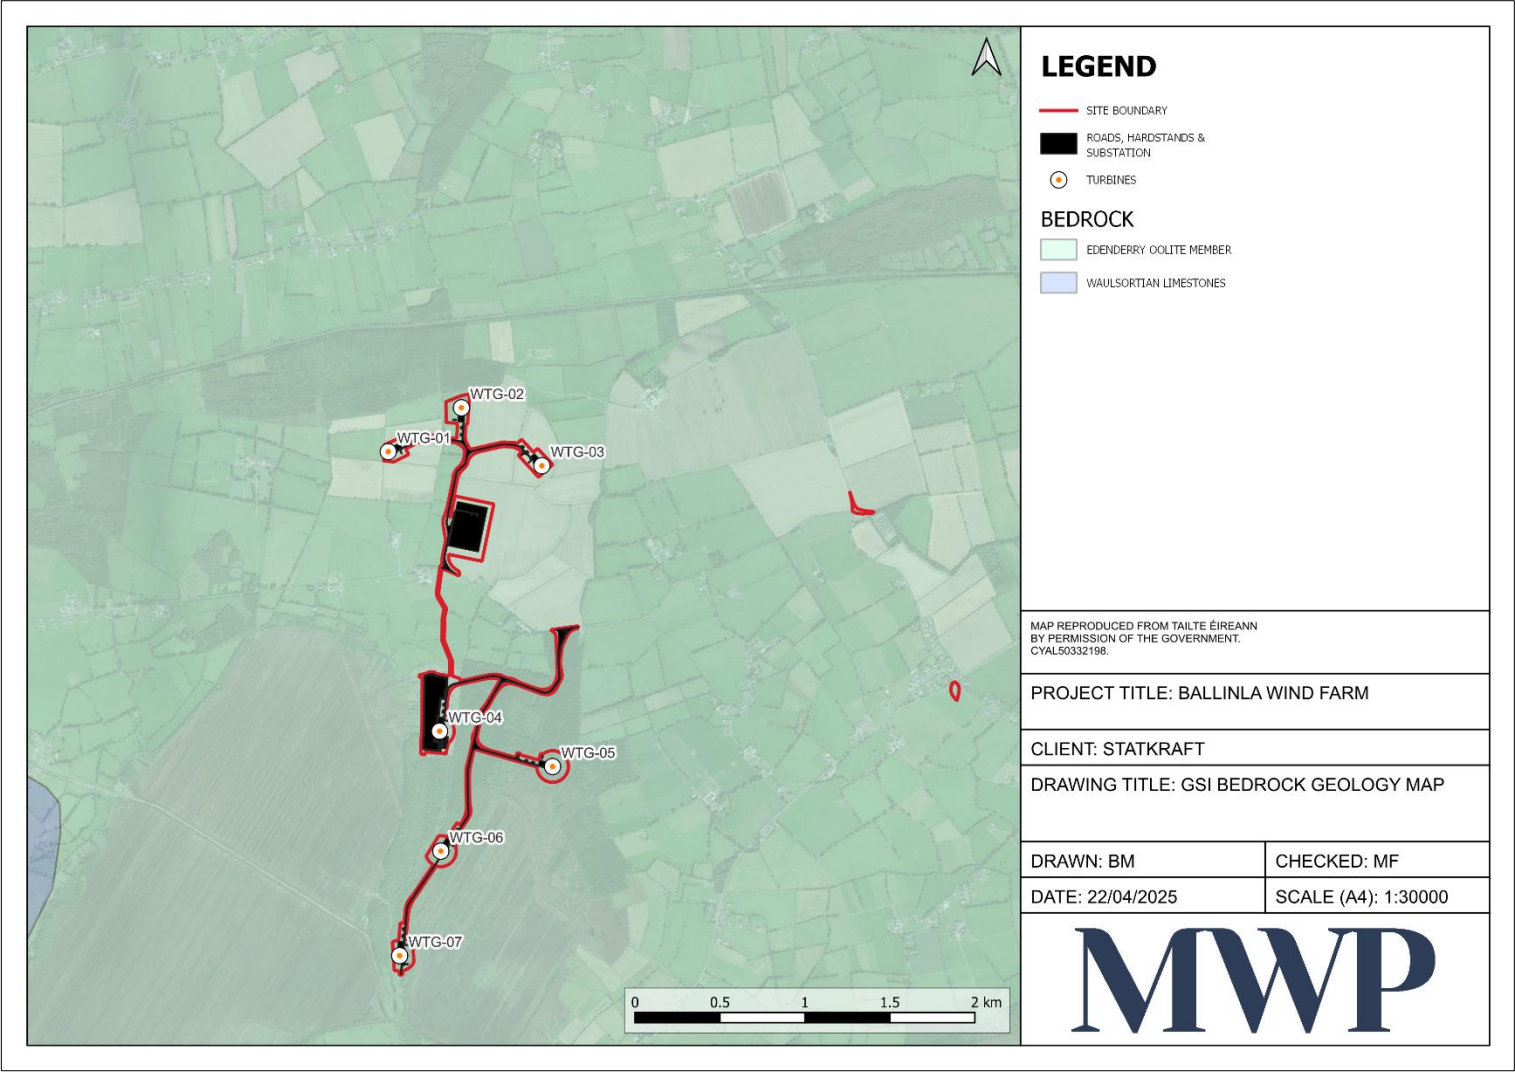 LEGEND
SITE BOUNDARY
ROADS, HARDSTANDS &
SUBSTATION
TURBINES
BEDROCK
EDENDERRY OOLITE MEMBER
WAULSORTIAN LIMESTONES
WTG-02
WTG-01
WTG-03
WTG-04
WTG-05
WTG-06
WTG-07
0 0.5 1 1.5 2 km
MAP REPRODUCED FROM TAILTE ÉIREANN
BY PERMISSION OF THE GOVERNMENT.
CYAL50332198.
PROJECT TITLE: BALLINLA WIND FARM
CLIENT: STATKRAFT
DRAWING TITLE: GSI BEDROCK GEOLOGY MAP
DRAWN: BM
CHECKED: MF
DATE: 22/04/2025
SCALE (A4): 1:30000
MWP